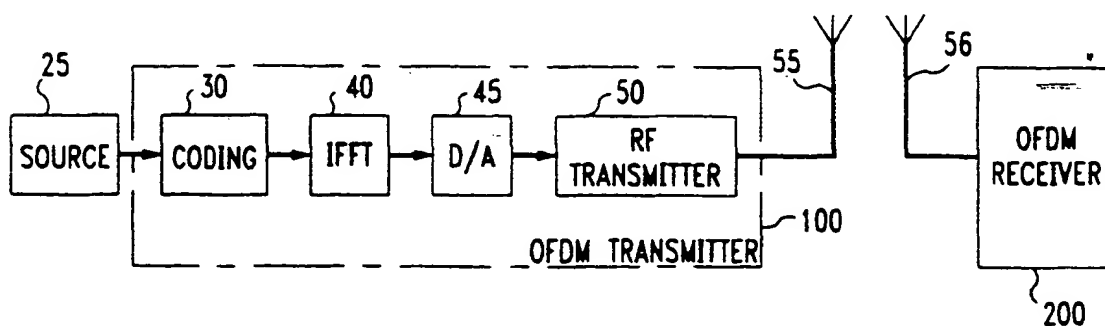 25
30
40
45
50
55
56
SOURCE
CODING
IFFT
D/A
RF
TRANSMITTER
OFDM
RECEIVER
100
OFDM TRANSMITTER
200